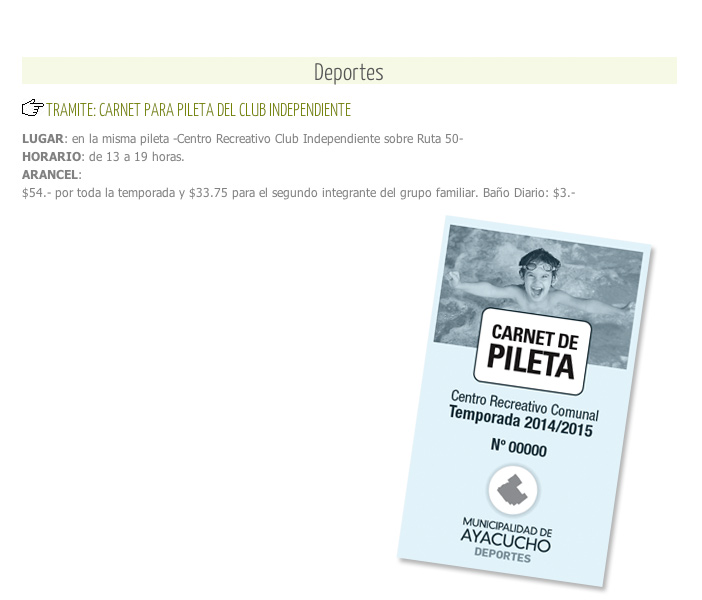 Deportes
TRAMITE: CARNET PARA PILETA DEL CLUB INDEPENDIENTE
LUGAR: en la misma pileta -Centro Recreativo Club Independiente sobre Ruta 50-
HORARIO: de 13 a 19 horas.
ARANCEL:
$54.- por toda la temporada y $33.75 para el segundo integrante del grupo familiar. Baño Diario: $3.-
CARNET DE
PILETA
Centro Recreativo Comunal
Temporada 2014/2015
Nº 00000
MUNICIPALIDAD DE
AYACUCHO
DEPORTES